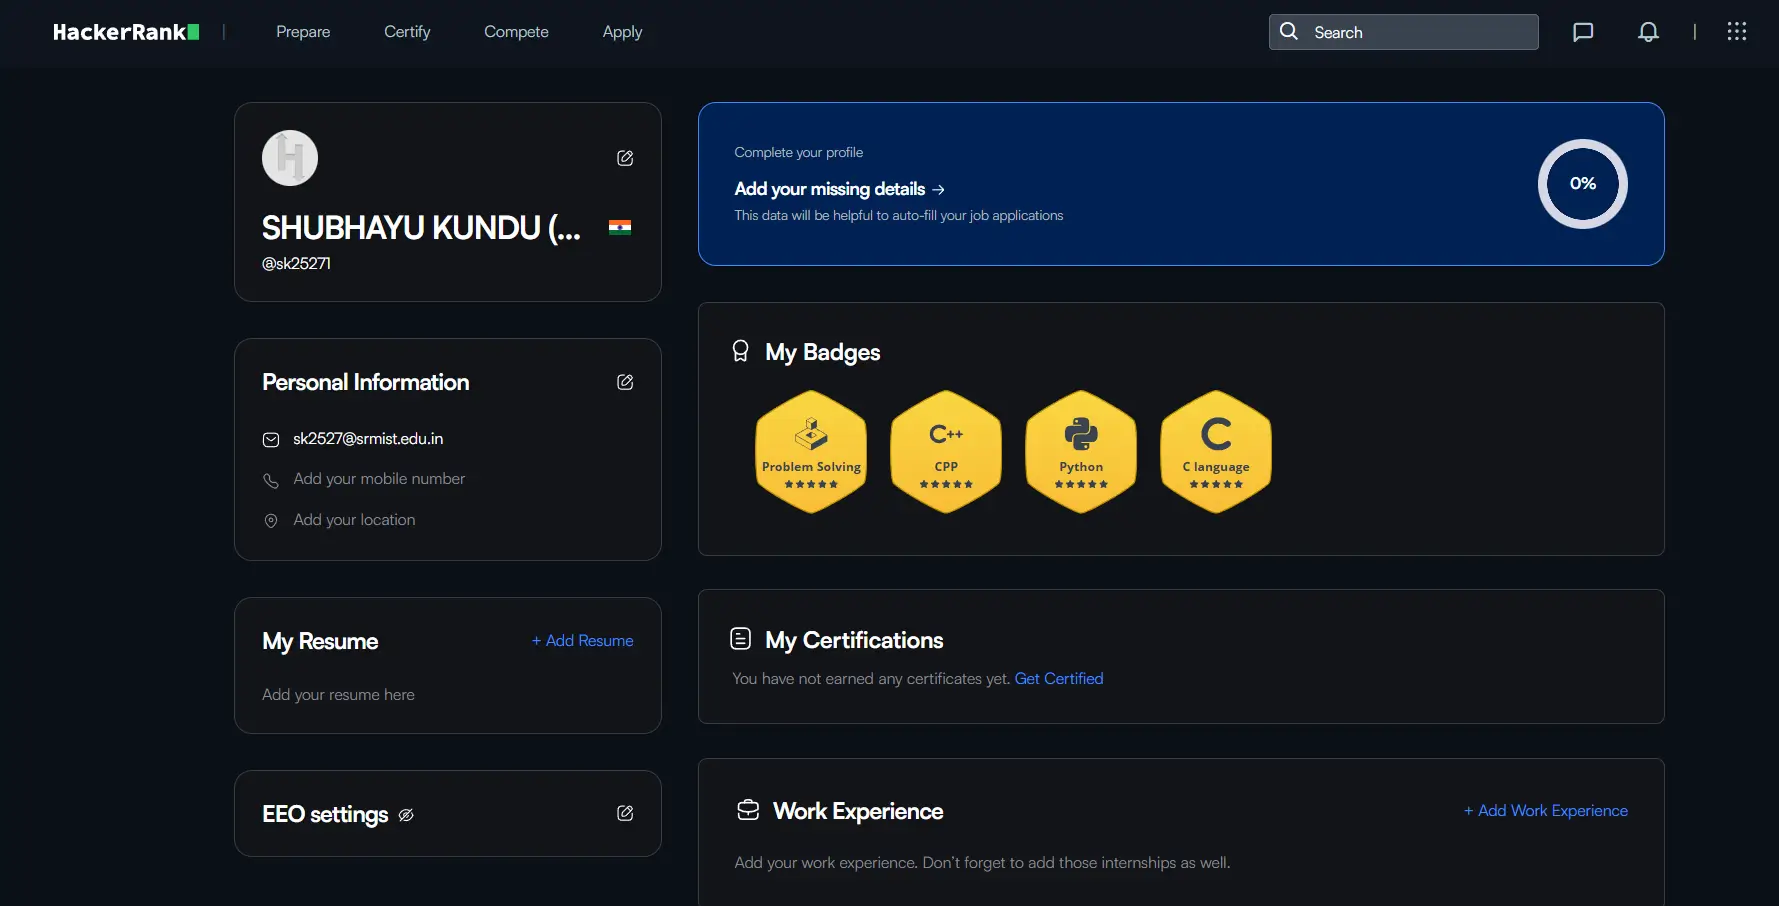 HackerRank
Prepare
Certify
Compete
Apply
Search
SHUBHAYU KUNDU (...
@sk25271
Personal Information
sk2527@srmist.edu.in
Add your mobile number
Add your location
My Resume
+ Add Resume
Add your resume here
EEO settings
Complete your profile
Add your missing details →
This data will be helpful to auto-fill your job applications
0%
My Badges
C++
C
Problem Solving
CPP
Python
C language
My Certifications
You have not earned any certificates yet. Get Certified
Work Experience
+ Add Work Experience
Add your work experience. Don't forget to add those internships as well.